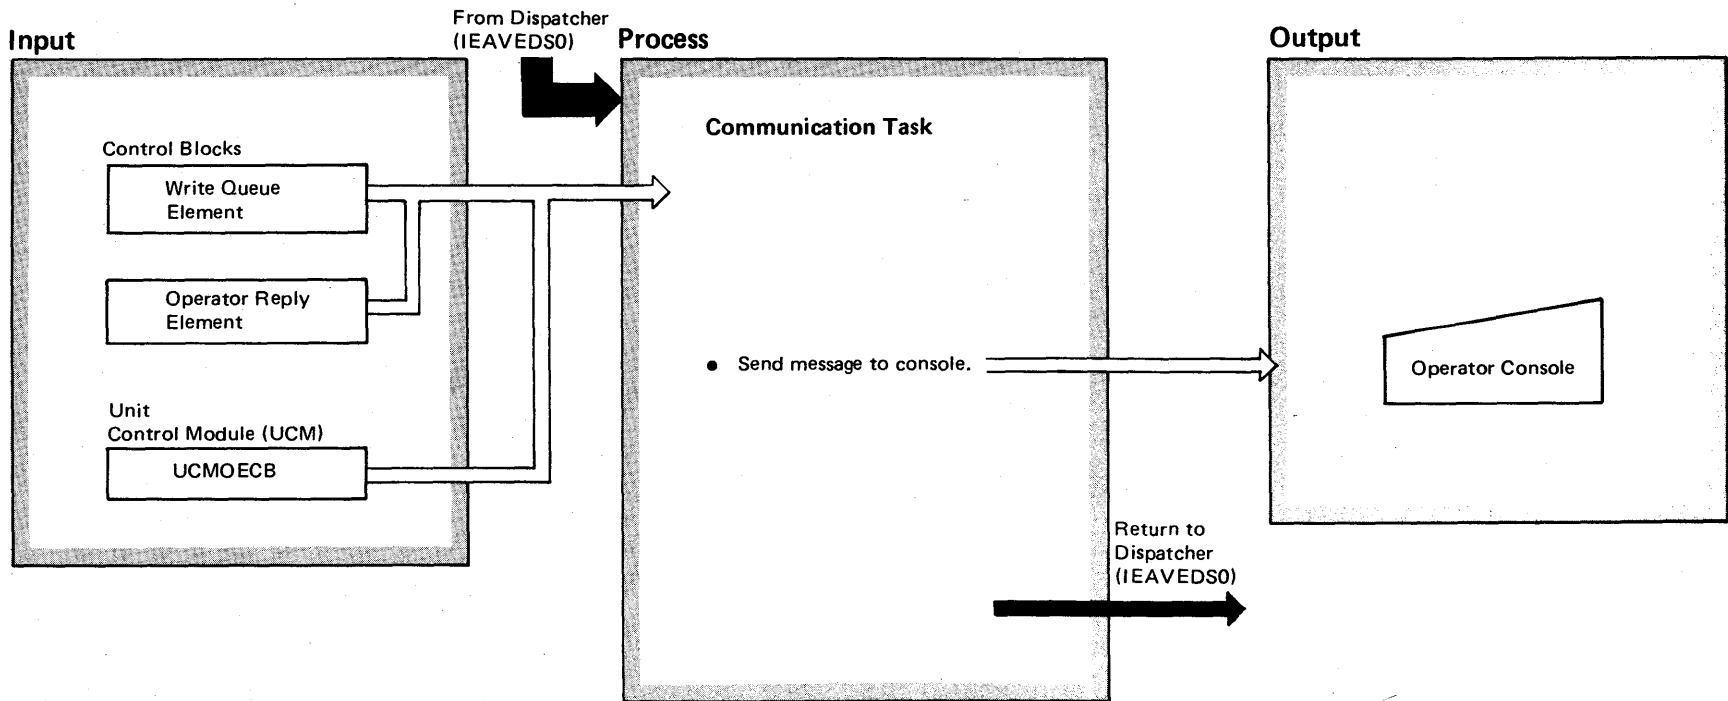 Input
From Dispatcher
(IEAVEDS0)
Process
Output
Control Blocks
Write Queue
Element
Operator Reply
Element
Unit
Control Module (UCM)
UCMOECB
Communication Task
● Send message to console.
Operator Console
Return to
Dispatcher
(IEAVEDS0)